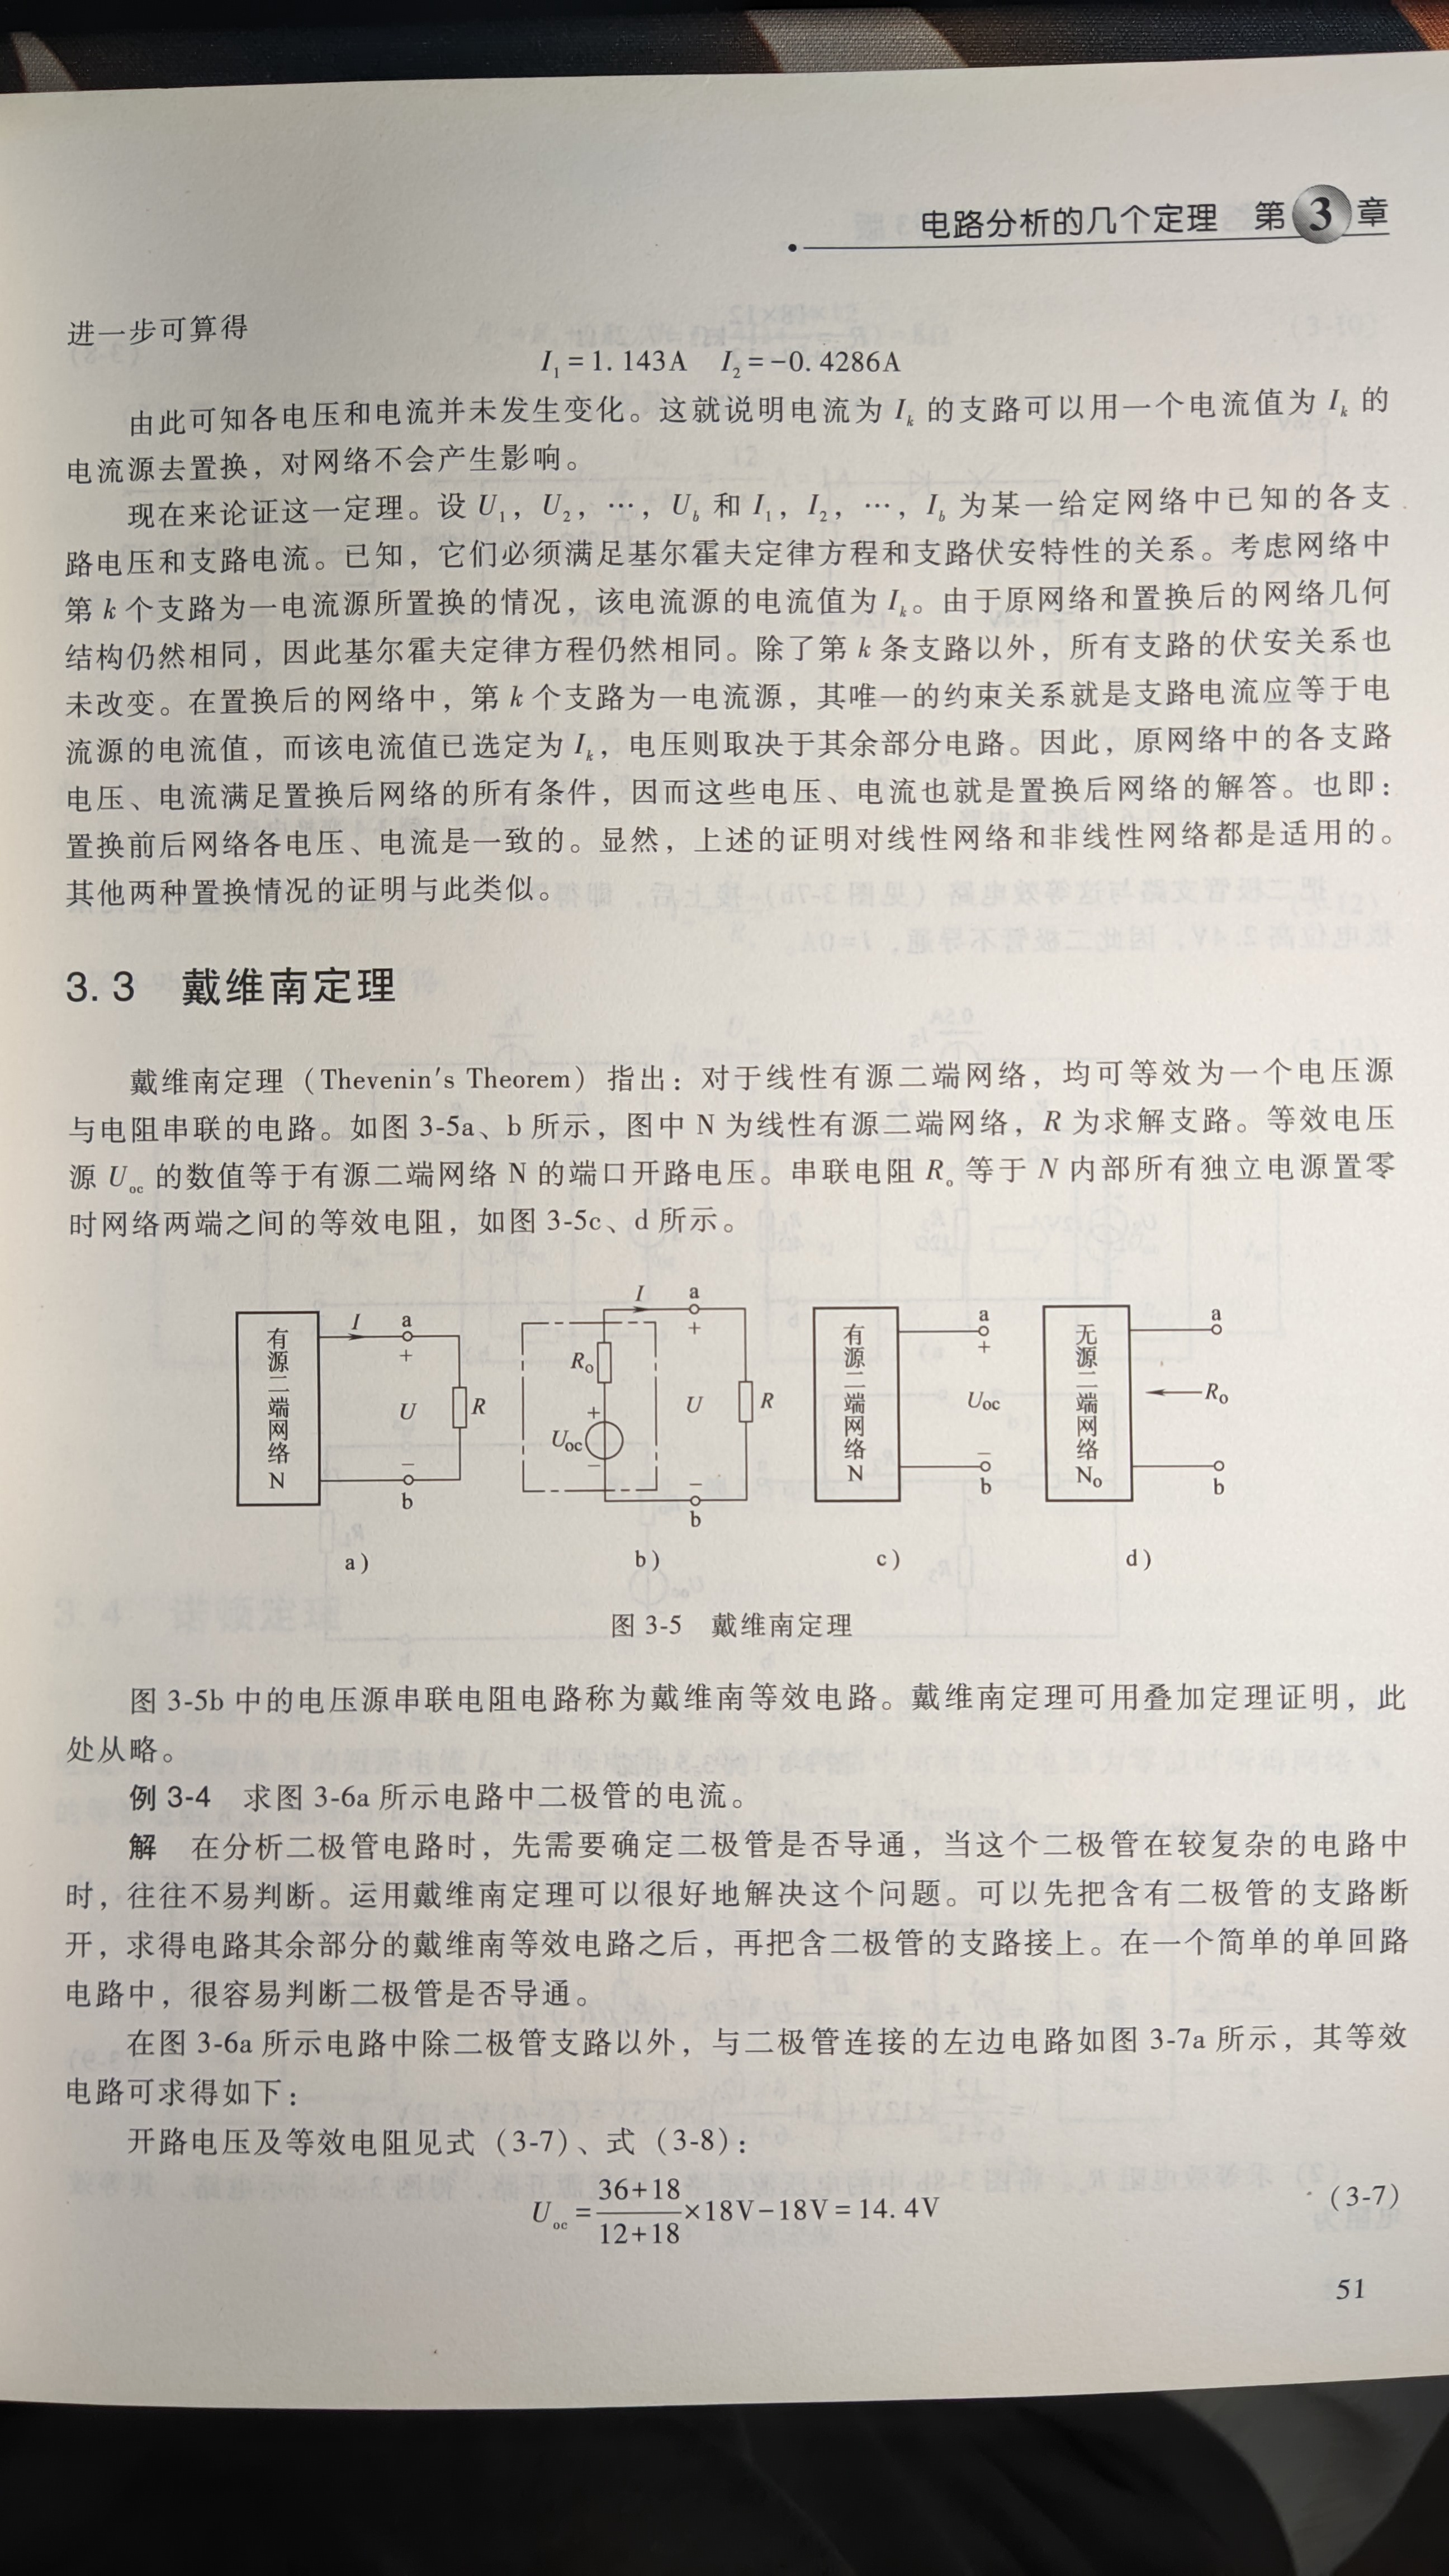 电路分析的几个定理 第3章
进一步可算得
I₁=1.143A I₂=-0.4286A
由此可知各电压和电流并未发生变化。这就说明电流为 Iₖ 的支路可以用一个电流值为 Iₖ 的
电流源去置换，对网络不会产生影响。
现在来论证这一定理。设 U₁，U₂，…，U_b 和 I₁，I₂，…，I_b 为某一给定网络中已知的各支
路电压和支路电流。已知，它们必须满足基尔霍夫定律方程和支路伏安特性的关系。考虑网络中
第 k 个支路为一电流源所置换的情况，该电流源的电流值为 Iₖ。由于原网络和置换后的网络几何
结构仍然相同，因此基尔霍夫定律方程仍然相同。除了第 k 条支路以外，所有支路的伏安关系也
未改变。在置换后的网络中，第 k 个支路为一电流源，其唯一的约束关系就是支路电流应等于电
流源的电流值，而该电流值已选定为 Iₖ，电压则取决于其余部分电路。因此，原网络中的各支路
电压、电流满足置换后网络的所有条件，因而这些电压、电流也就是置换后网络的解答。也即：
置换前后网络各电压、电流是一致的。显然，上述的证明对线性网络和非线性网络都是适用的。
其他两种置换情况的证明与此类似。
3.3 戴维南定理
戴维南定理（Thevenin's Theorem）指出：对于线性有源二端网络，均可等效为一个电压源
与电阻串联的电路。如图 3-5a、b 所示，图中 N 为线性有源二端网络，R 为求解支路。等效电压
源 U_oc 的数值等于有源二端网络 N 的端口开路电压。串联电阻 R_o 等于 N 内部所有独立电源置零
时网络两端之间的等效电阻，如图 3-5c、d 所示。
有源二端网络N I a + U - b R
a)
I a + R_O + U_OC - U R - b
b)
有源二端网络N a + U_OC - b
c)
无源二端网络N_O a R_O b
d)
图 3-5 戴维南定理
图 3-5b 中的电压源串联电阻电路称为戴维南等效电路。戴维南定理可用叠加定理证明，此
处从略。
例 3-4 求图 3-6a 所示电路中二极管的电流。
解 在分析二极管电路时，先需要确定二极管是否导通，当这个二极管在较复杂的电路中
时，往往不易判断。运用戴维南定理可以很好地解决这个问题。可以先把含有二极管的支路断
开，求得电路其余部分的戴维南等效电路之后，再把含二极管的支路接上。在一个简单的单回路
电路中，很容易判断二极管是否导通。
在图 3-6a 所示电路中除二极管支路以外，与二极管连接的左边电路如图 3-7a 所示，其等效
电路可求得如下：
开路电压及等效电阻见式（3-7）、式（3-8）：
U_oc=(36+18)/(12+18)×18V-18V=14.4V （3-7）
51